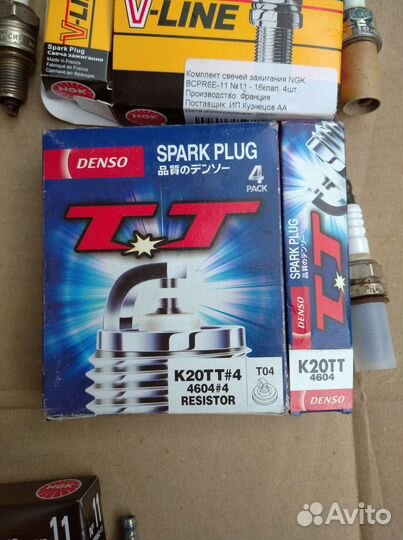 V-LINE
Spark Plug
Свеча зажигания
Made in France
Fabriqué en France
Сделано во Франции
NGK
NGK
Комплект свечей зажигания NGK
BCPR6E-11 №11 - 16клап. 4шт.
Производство: Франция
Поставщик: ИП Кузнецов АА
DENSO
SPARK PLUG
品質のデンソー
4
PACK
TT
K20TT#4
4604#4
RESISTOR
T04
DENSO
SPARK PLUG
品質のデンソー
TT
K20TT
4604
DENSO
NGK
11
Avito